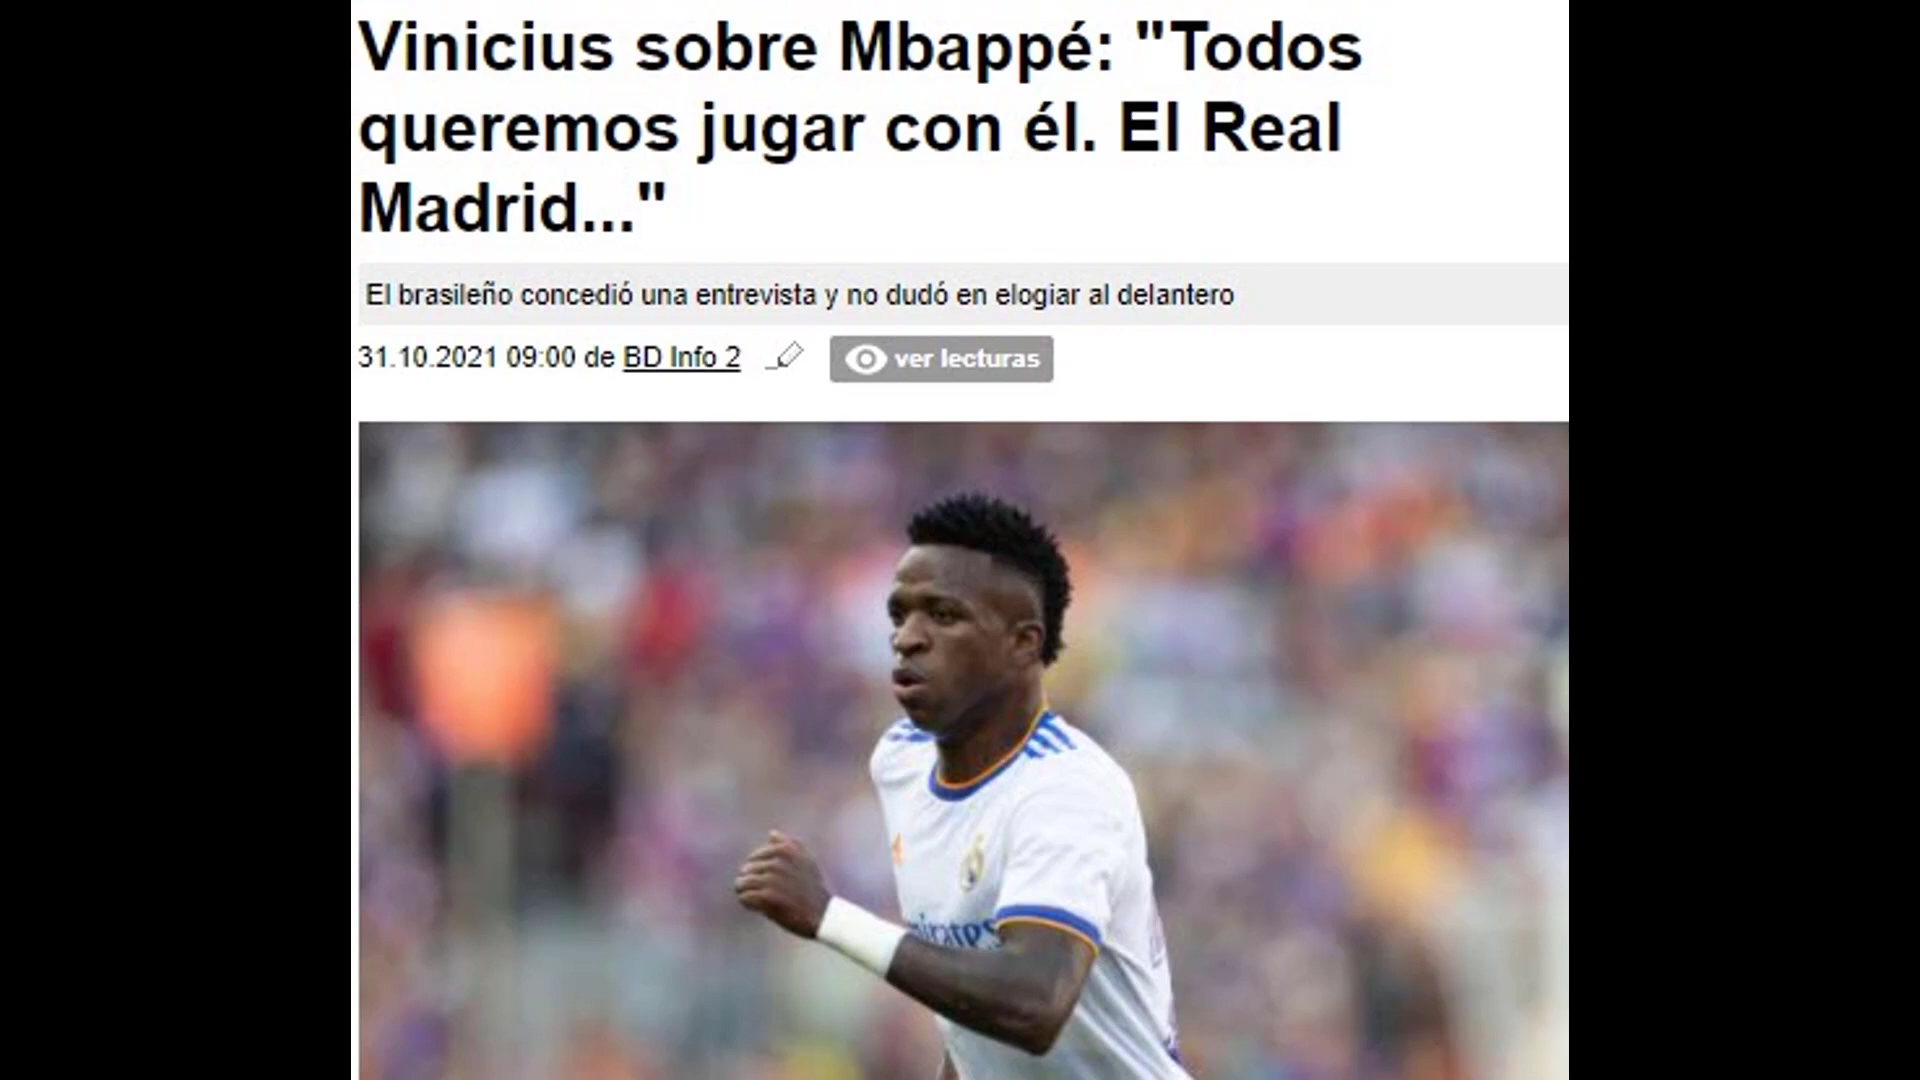 Vinicius sobre Mbappé: "Todos
queremos jugar con él. El Real
Madrid..."
El brasileño concedió una entrevista y no dudó en elogiar al delantero
31.10.2021 09:00 de BD Info 2
ver lecturas